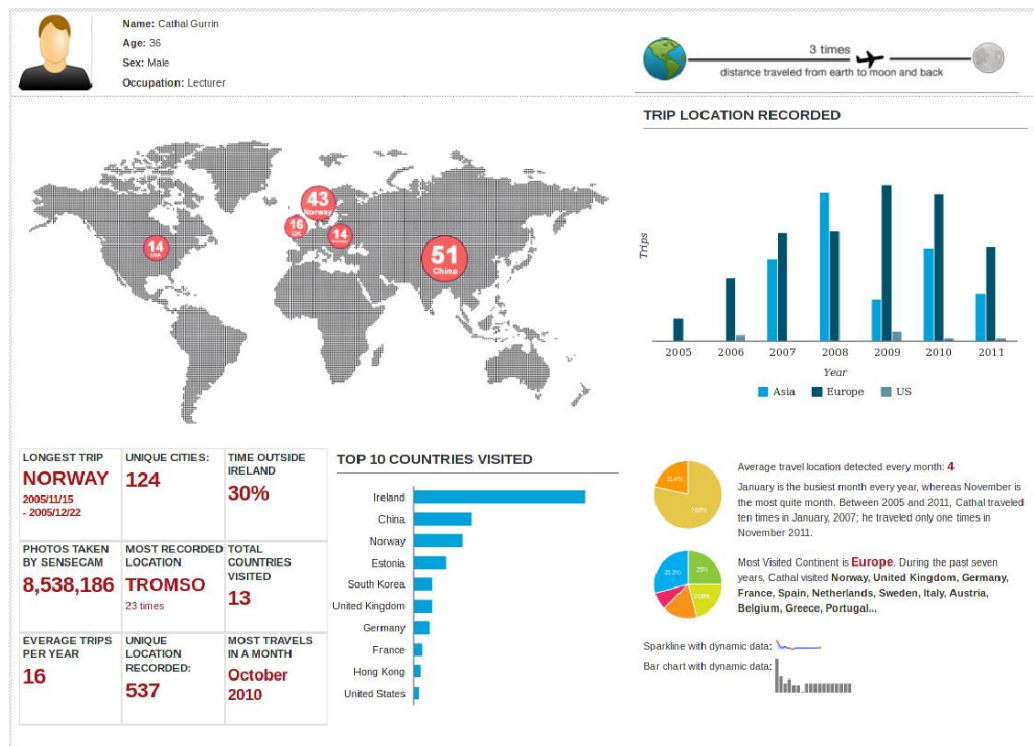 Name: Cathal Gurrin
Age: 36
Sex: Male
Occupation: Lecturer
3 times
distance traveled from earth to moon and back
TRIP LOCATION RECORDED
43
Norway
16
UK
14
14
USA
51
China
Trips
2005 2006 2007 2008 2009 2010 2011
Year
Asia Europe US
LONGEST TRIP
NORWAY
2005/11/15
- 2005/12/22
UNIQUE CITIES:
124
TIME OUTSIDE
IRELAND
30%
PHOTOS TAKEN
BY SENSECAM
8,538,186
MOST RECORDED
LOCATION
TROMSO
23 times
TOTAL
COUNTRIES
VISITED
13
EVERAGE TRIPS
PER YEAR
16
UNIQUE
LOCATION
RECORDED:
537
MOST TRAVELS
IN A MONTH
October
2010
TOP 10 COUNTRIES VISITED
Ireland
China
Norway
Estonia
South Korea
United Kingdom
Germany
France
Hong Kong
United States
Average travel location detected every month: 4
January is the busiest month every year, whereas November is
the most quite month. Between 2005 and 2011, Cathal traveled
ten times in January, 2007; he traveled only one times in
November 2011.
25%
Most Visited Continent is Europe. During the past seven
years, Cathal visited Norway, United Kingdom, Germany,
France, Spain, Netherlands, Sweden, Italy, Austria,
Belgium, Greece, Portugal...
Sparkline with dynamic data:
Bar chart with dynamic data: